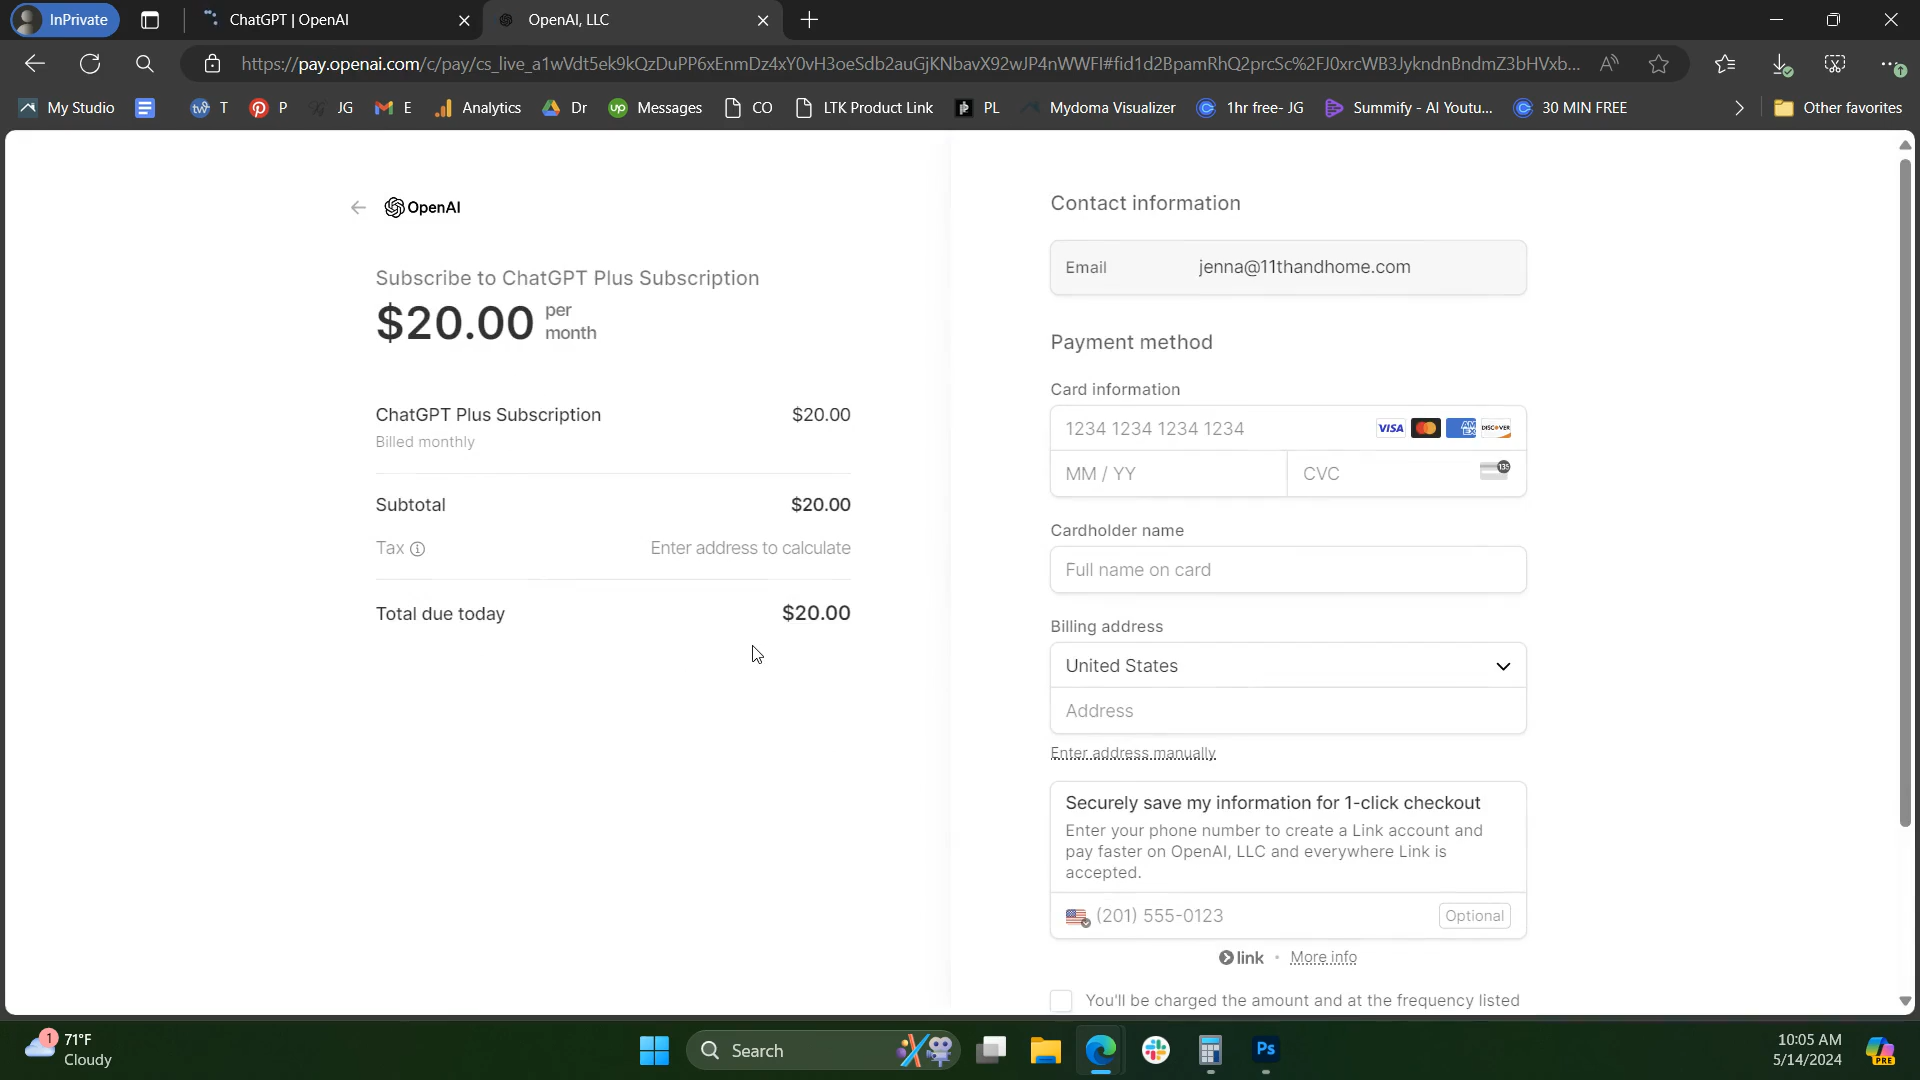 InPrivate
ChatGPT | OpenAI
OpenAI, LLC
https://pay.openai.com/c/pay/cs_live_a1wVdt5ek9kQzDuPP6xEnmDz4xY0vH3oeSdb2auGjKNbavX92wJP4nWWFl#fid1d2BpamRhQ2prcSc%2FJ0xrcWB3JykndnBndmZ3bHVxb...
My Studio
T
P
JG
E
Analytics
Dr
Messages
CO
LTK Product Link
PL
Mydoma Visualizer
1hr free- JG
Summify - AI Youtu...
30 MIN FREE
Other favorites
OpenAI
Subscribe to ChatGPT Plus Subscription
$20.00 per month
ChatGPT Plus Subscription $20.00
Billed monthly
Subtotal $20.00
Tax Enter address to calculate
Total due today $20.00
Contact information
Email jenna@11thandhome.com
Payment method
Card information
1234 1234 1234 1234 VISA AM EX DISCOVER
MM / YY CVC 135
Cardholder name
Full name on card
Billing address
United States
Address
Enter address manually
Securely save my information for 1-click checkout
Enter your phone number to create a Link account and
pay faster on OpenAI, LLC and everywhere Link is
accepted.
(201) 555-0123 Optional
link • More info
You'll be charged the amount and at the frequency listed
1
71°F
Cloudy
Search
Ps
10:05 AM
5/14/2024
PRE